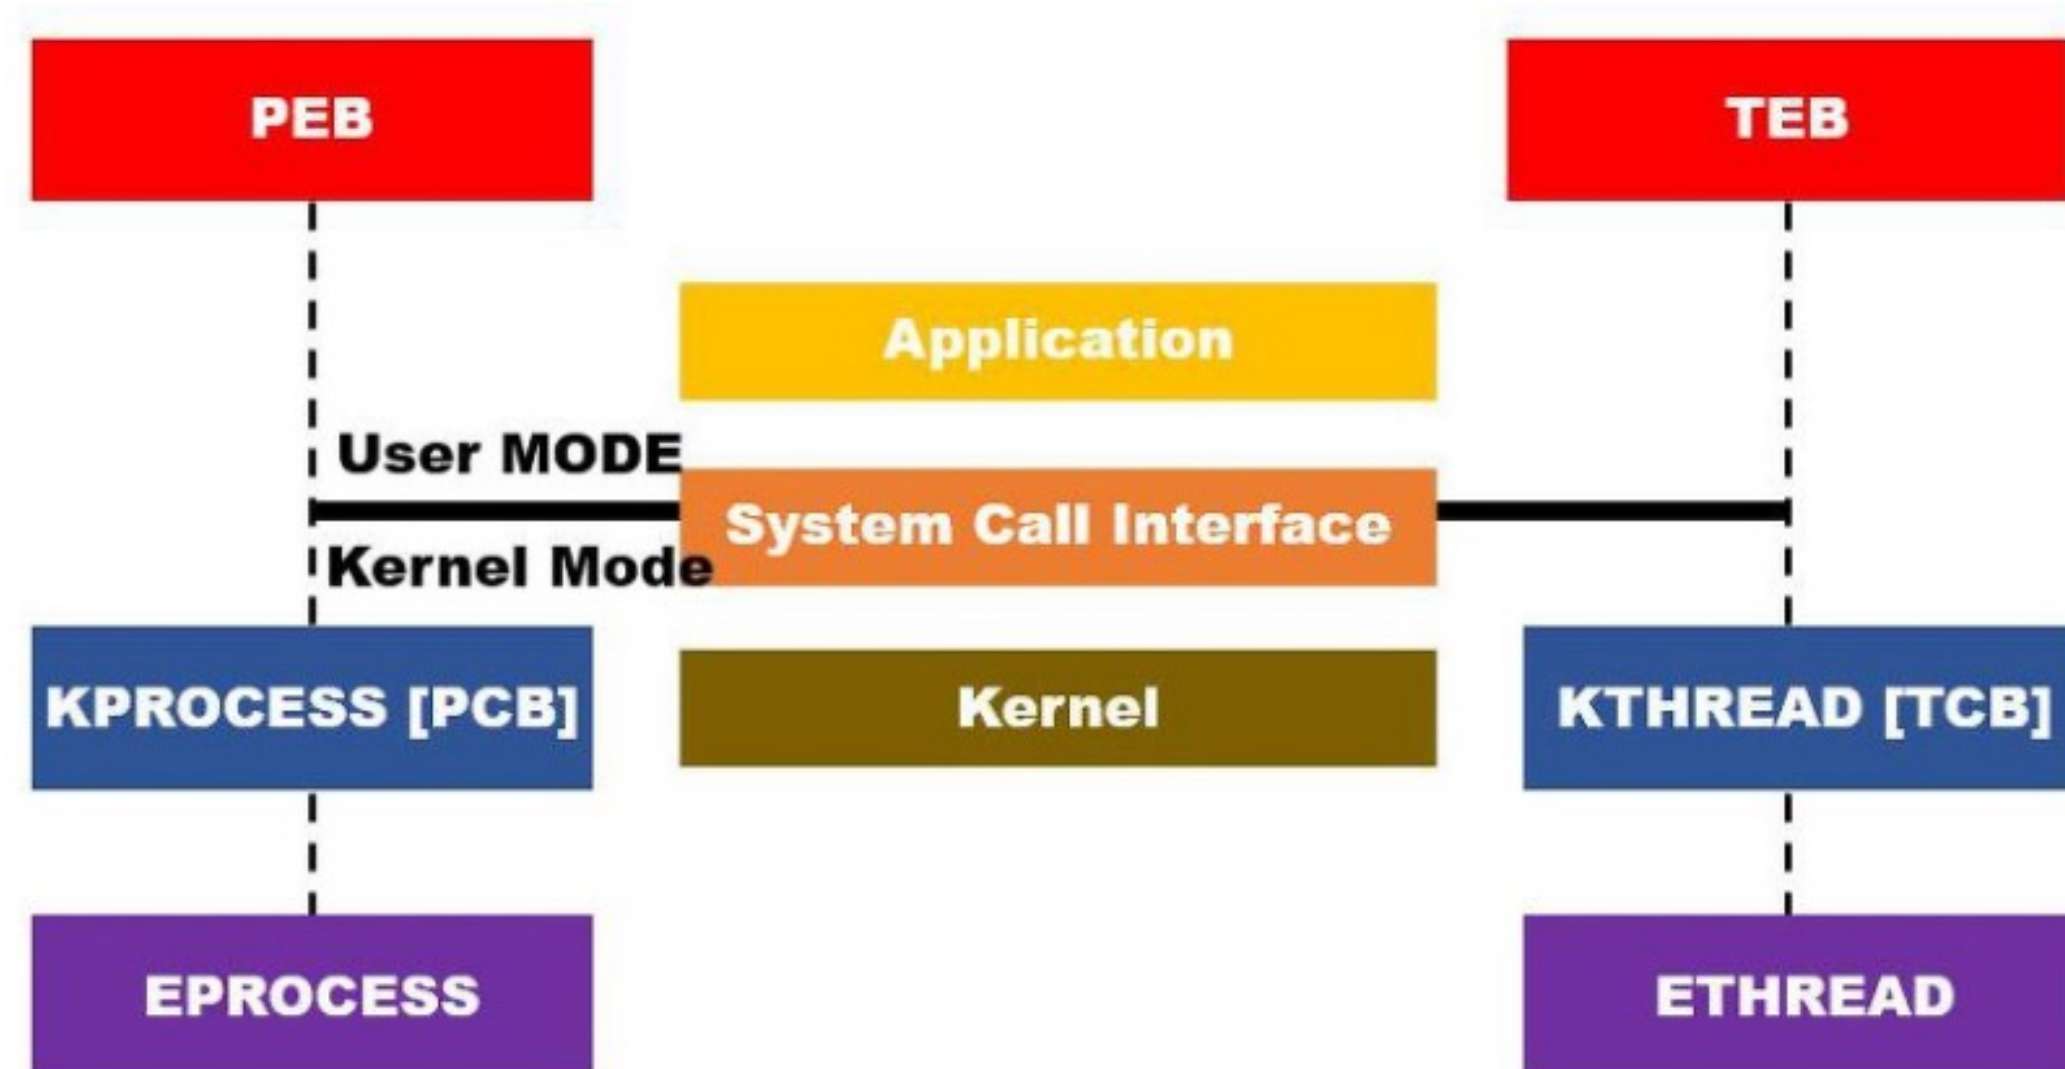 PEB
TEB
Application
User MODE
System Call Interface
Kernel Mode
KPROCESS [PCB]
Kernel
KTHREAD [TCB]
EPROCESS
ETHREAD